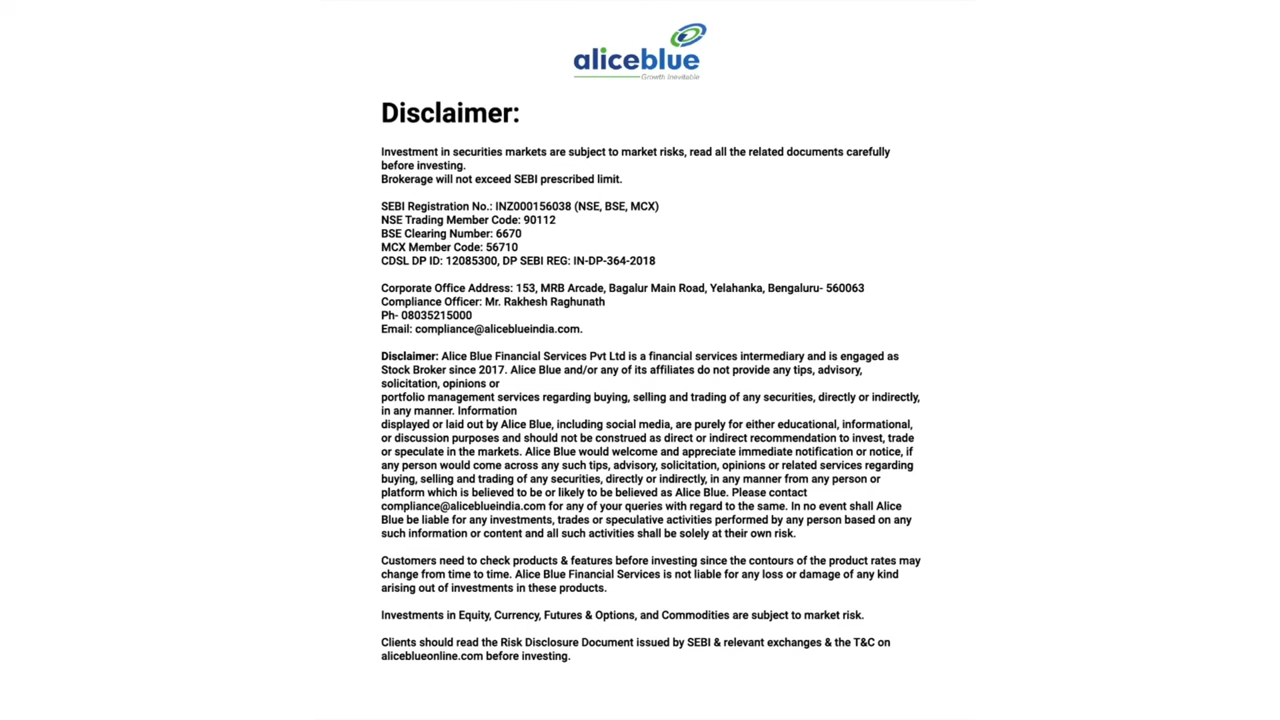 aliceblue
Growth Inevitable
Disclaimer:
Investment in securities markets are subject to market risks, read all the related documents carefully
before investing.
Brokerage will not exceed SEBI prescribed limit.
SEBI Registration No.: INZ000156038 (NSE, BSE, MCX)
NSE Trading Member Code: 90112
BSE Clearing Number: 6670
MCX Member Code: 56710
CDSL DP ID: 12085300, DP SEBI REG: IN-DP-364-2018
Corporate Office Address: 153, MRB Arcade, Bagalur Main Road, Yelahanka, Bengaluru- 560063
Compliance Officer: Mr. Rakhesh Raghunath
Ph- 08035215000
Email: compliance@aliceblueindia.com.
Disclaimer: Alice Blue Financial Services Pvt Ltd is a financial services intermediary and is engaged as
Stock Broker since 2017. Alice Blue and/or any of its affiliates do not provide any tips, advisory,
solicitation, opinions or
portfolio management services regarding buying, selling and trading of any securities, directly or indirectly,
in any manner. Information
displayed or laid out by Alice Blue, including social media, are purely for either educational, informational,
or discussion purposes and should not be construed as direct or indirect recommendation to invest, trade
or speculate in the markets. Alice Blue would welcome and appreciate immediate notification or notice, if
any person would come across any such tips, advisory, solicitation, opinions or related services regarding
buying, selling and trading of any securities, directly or indirectly, in any manner from any person or
platform which is believed to be or likely to be believed as Alice Blue. Please contact
compliance@aliceblueindia.com for any of your queries with regard to the same. In no event shall Alice
Blue be liable for any investments, trades or speculative activities performed by any person based on any
such information or content and all such activities shall be solely at their own risk.
Customers need to check products & features before investing since the contours of the product rates may
change from time to time. Alice Blue Financial Services is not liable for any loss or damage of any kind
arising out of investments in these products.
Investments in Equity, Currency, Futures & Options, and Commodities are subject to market risk.
Clients should read the Risk Disclosure Document issued by SEBI & relevant exchanges & the T&C on
aliceblueonline.com before investing.